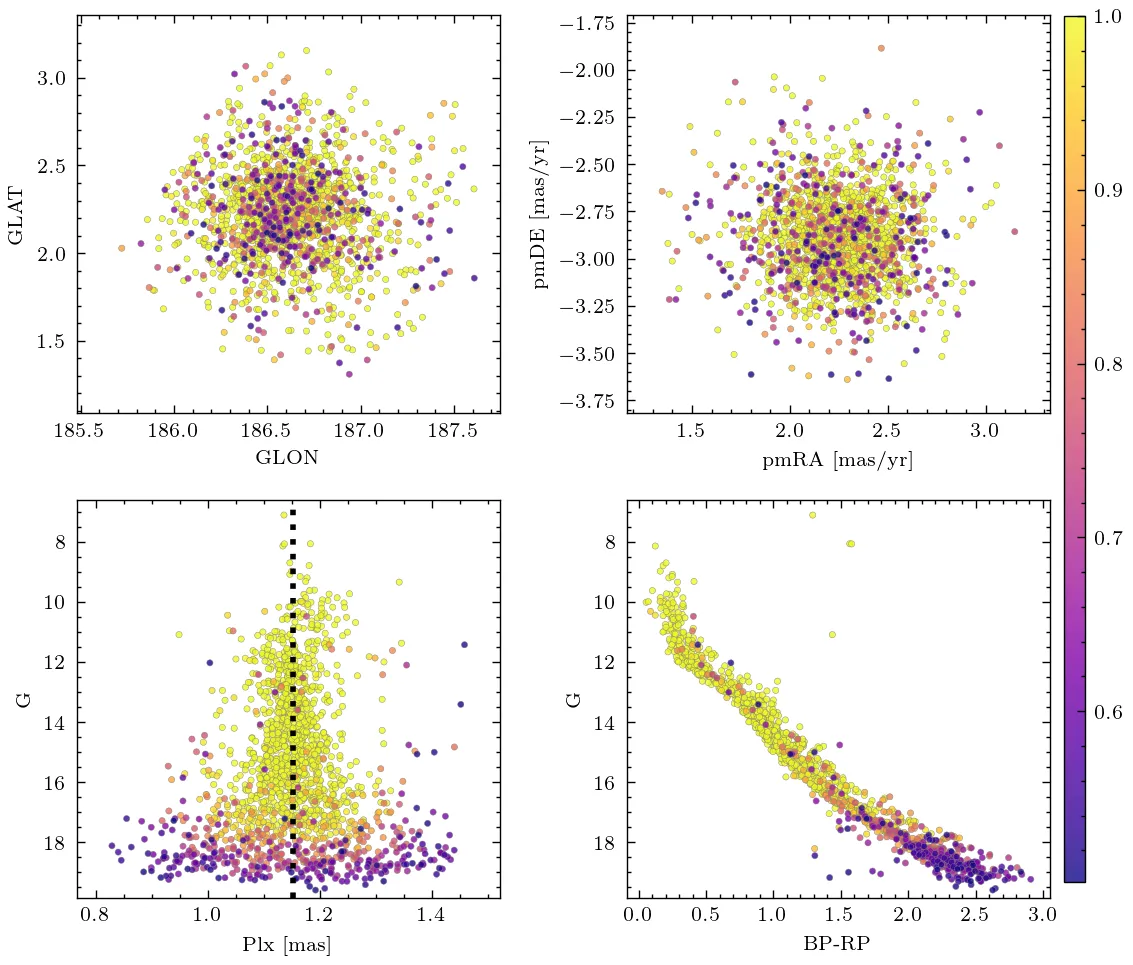 3.0
2.5
2.0
1.5
GLAT
185.5 186.0 186.5 187.0 187.5
GLON
−1.75
−2.00
−2.25
−2.50
−2.75
−3.00
−3.25
−3.50
−3.75
pmDE [mas/yr]
1.5 2.0 2.5 3.0
pmRA [mas/yr]
8
10
12
14
16
18
G
0.8 1.0 1.2 1.4
Plx [mas]
8
10
12
14
16
18
G
0.0 0.5 1.0 1.5 2.0 2.5 3.0
BP-RP
1.0
0.9
0.8
0.7
0.6